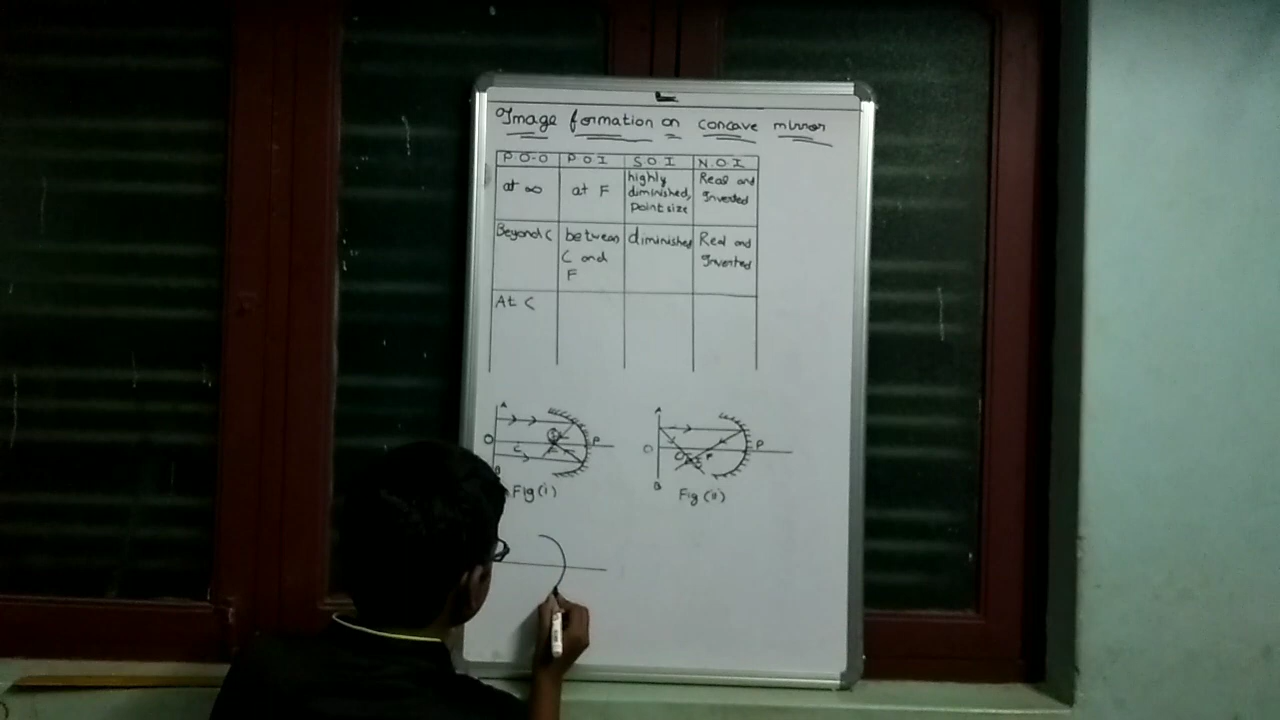 Image formation on concave mirror
P.O.O P O I S.O.I N.O.I
at ∞ at F highly diminished, Point size Real and Inverted
Beyond C between C and F diminished Real and Inverted
At C
A
O C P
B
Fig (i)
A
O C F P
B
Fig (ii)